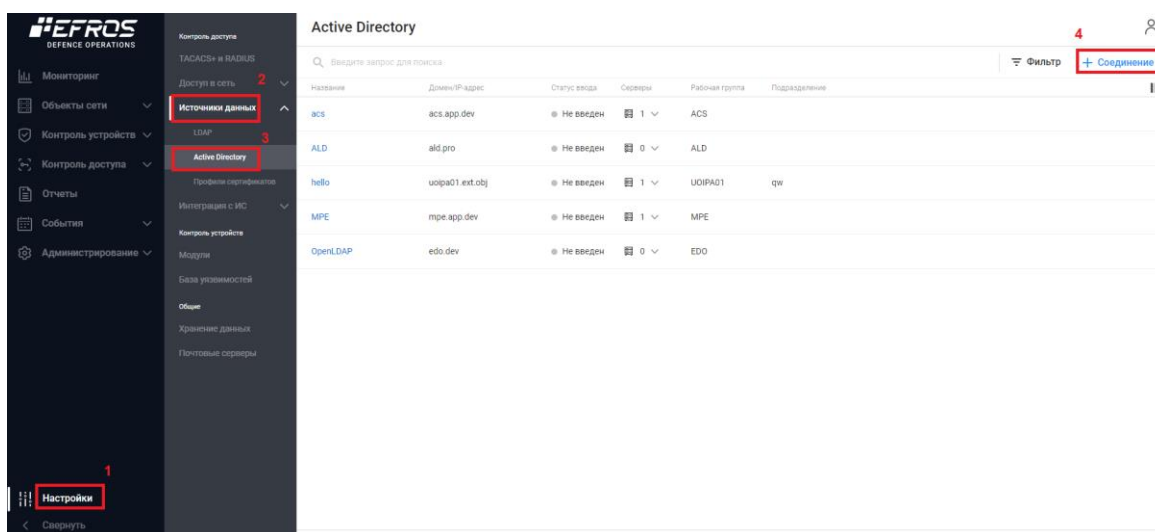 EFROS
DEFENCE OPERATIONS
Мониторинг
Объекты сети
Контроль устройств
Контроль доступа
Отчеты
События
Администрирование
1
Настройки
Свернуть
Контроль доступа
TACACS+ и RADIUS
Доступ в сеть
2
Источники данных
LDAP
3
Active Directory
Профили сертификатов
Интеграция с ИС
Контроль устройств
Модули
База уязвимостей
Общие
Хранение данных
Почтовые серверы
Active Directory
4
Введите запрос для поиска
Фильтр
+ Соединение
Название Домен/IP-адрес Статус ввода Серверы Рабочая группа Подразделение
acs acs.app.dev Не введен 1 ACS
ALD ald.pro Не введен 0 ALD
hello uoipa01.ext.obj Не введен 1 UOIPA01 qw
MPE mpe.app.dev Не введен 1 MPE
OpenLDAP edo.dev Не введен 0 EDO